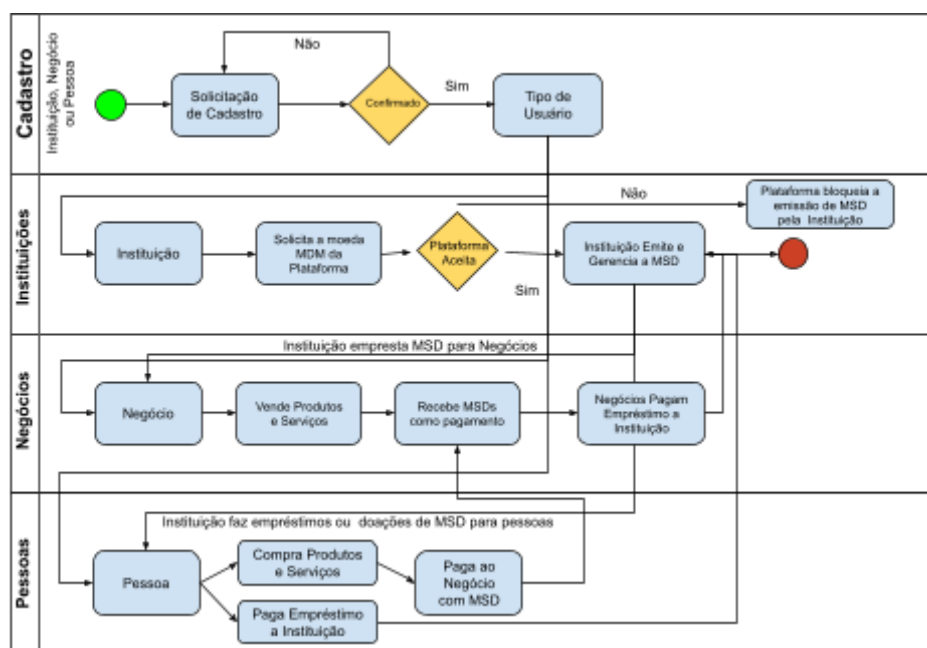 Cadastro
Instituição, Negócio
ou Pessoa
Não
Solicitação
de Cadastro
Confirmado
Sim
Tipo de
Usuário
Instituições
Instituição
Solicita a moeda
MDM da
Plataforma
Plataforma
Aceita
Não
Sim
Instituição Emite e
Gerencia a MSD
Plataforma bloqueia a
emissão de MSD
pela Instituição
Negócios
Instituição empresta MSD para Negócios
Negócio
Vende Produtos
e Serviços
Recebe MSDs
como pagamento
Negócios Pagam
Empréstimo a
Instituição
Pessoas
Instituição faz empréstimos ou doações de MSD para pessoas
Pessoa
Compra Produtos
e Serviços
Paga Empréstimo
a Instituição
Paga ao
Negócio
com MSD